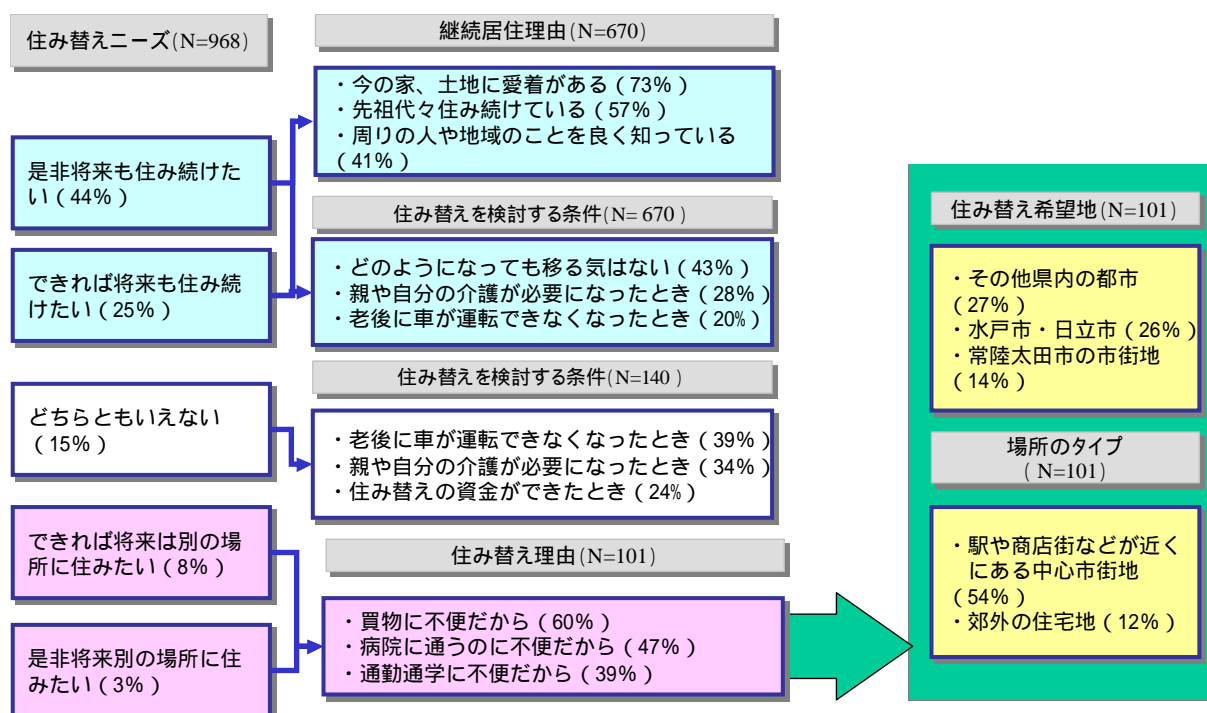 住み替えニーズ(N=968)
是非将来も住み続けた
い(44%)
できれば将来も住み続
けたい(25%)
どちらともいえない
(15%)
できれば将来は別の場
所に住みたい(8%)
是非将来別の場所に住
みたい(3%)
継続居住理由(N=670)
・今の家、土地に愛着がある(73%)
・先祖代々住み続けている(57%)
・周りの人や地域のことを良く知っている
(41%)
住み替えを検討する条件(N= 670 )
・どのようになっても移る気はない(43%)
・親や自分の介護が必要になったとき(28%)
・老後に車が運転できなくなったとき(20%)
住み替えを検討する条件(N=140 )
・老後に車が運転できなくなったとき(39%)
・親や自分の介護が必要になったとき(34%)
・住み替えの資金ができたとき(24%)
住み替え理由(N=101)
・買物に不便だから(60%)
・病院に通うのに不便だから(47%)
・通勤通学に不便だから(39%)
住み替え希望地(N=101)
・その他県内の都市
(27%)
・水戸市・日立市(26%)
・常陸太田市の市街地
(14%)
場所のタイプ
( N=101)
・駅や商店街などが近く
にある中心市街地
(54%)
・郊外の住宅地(12%)